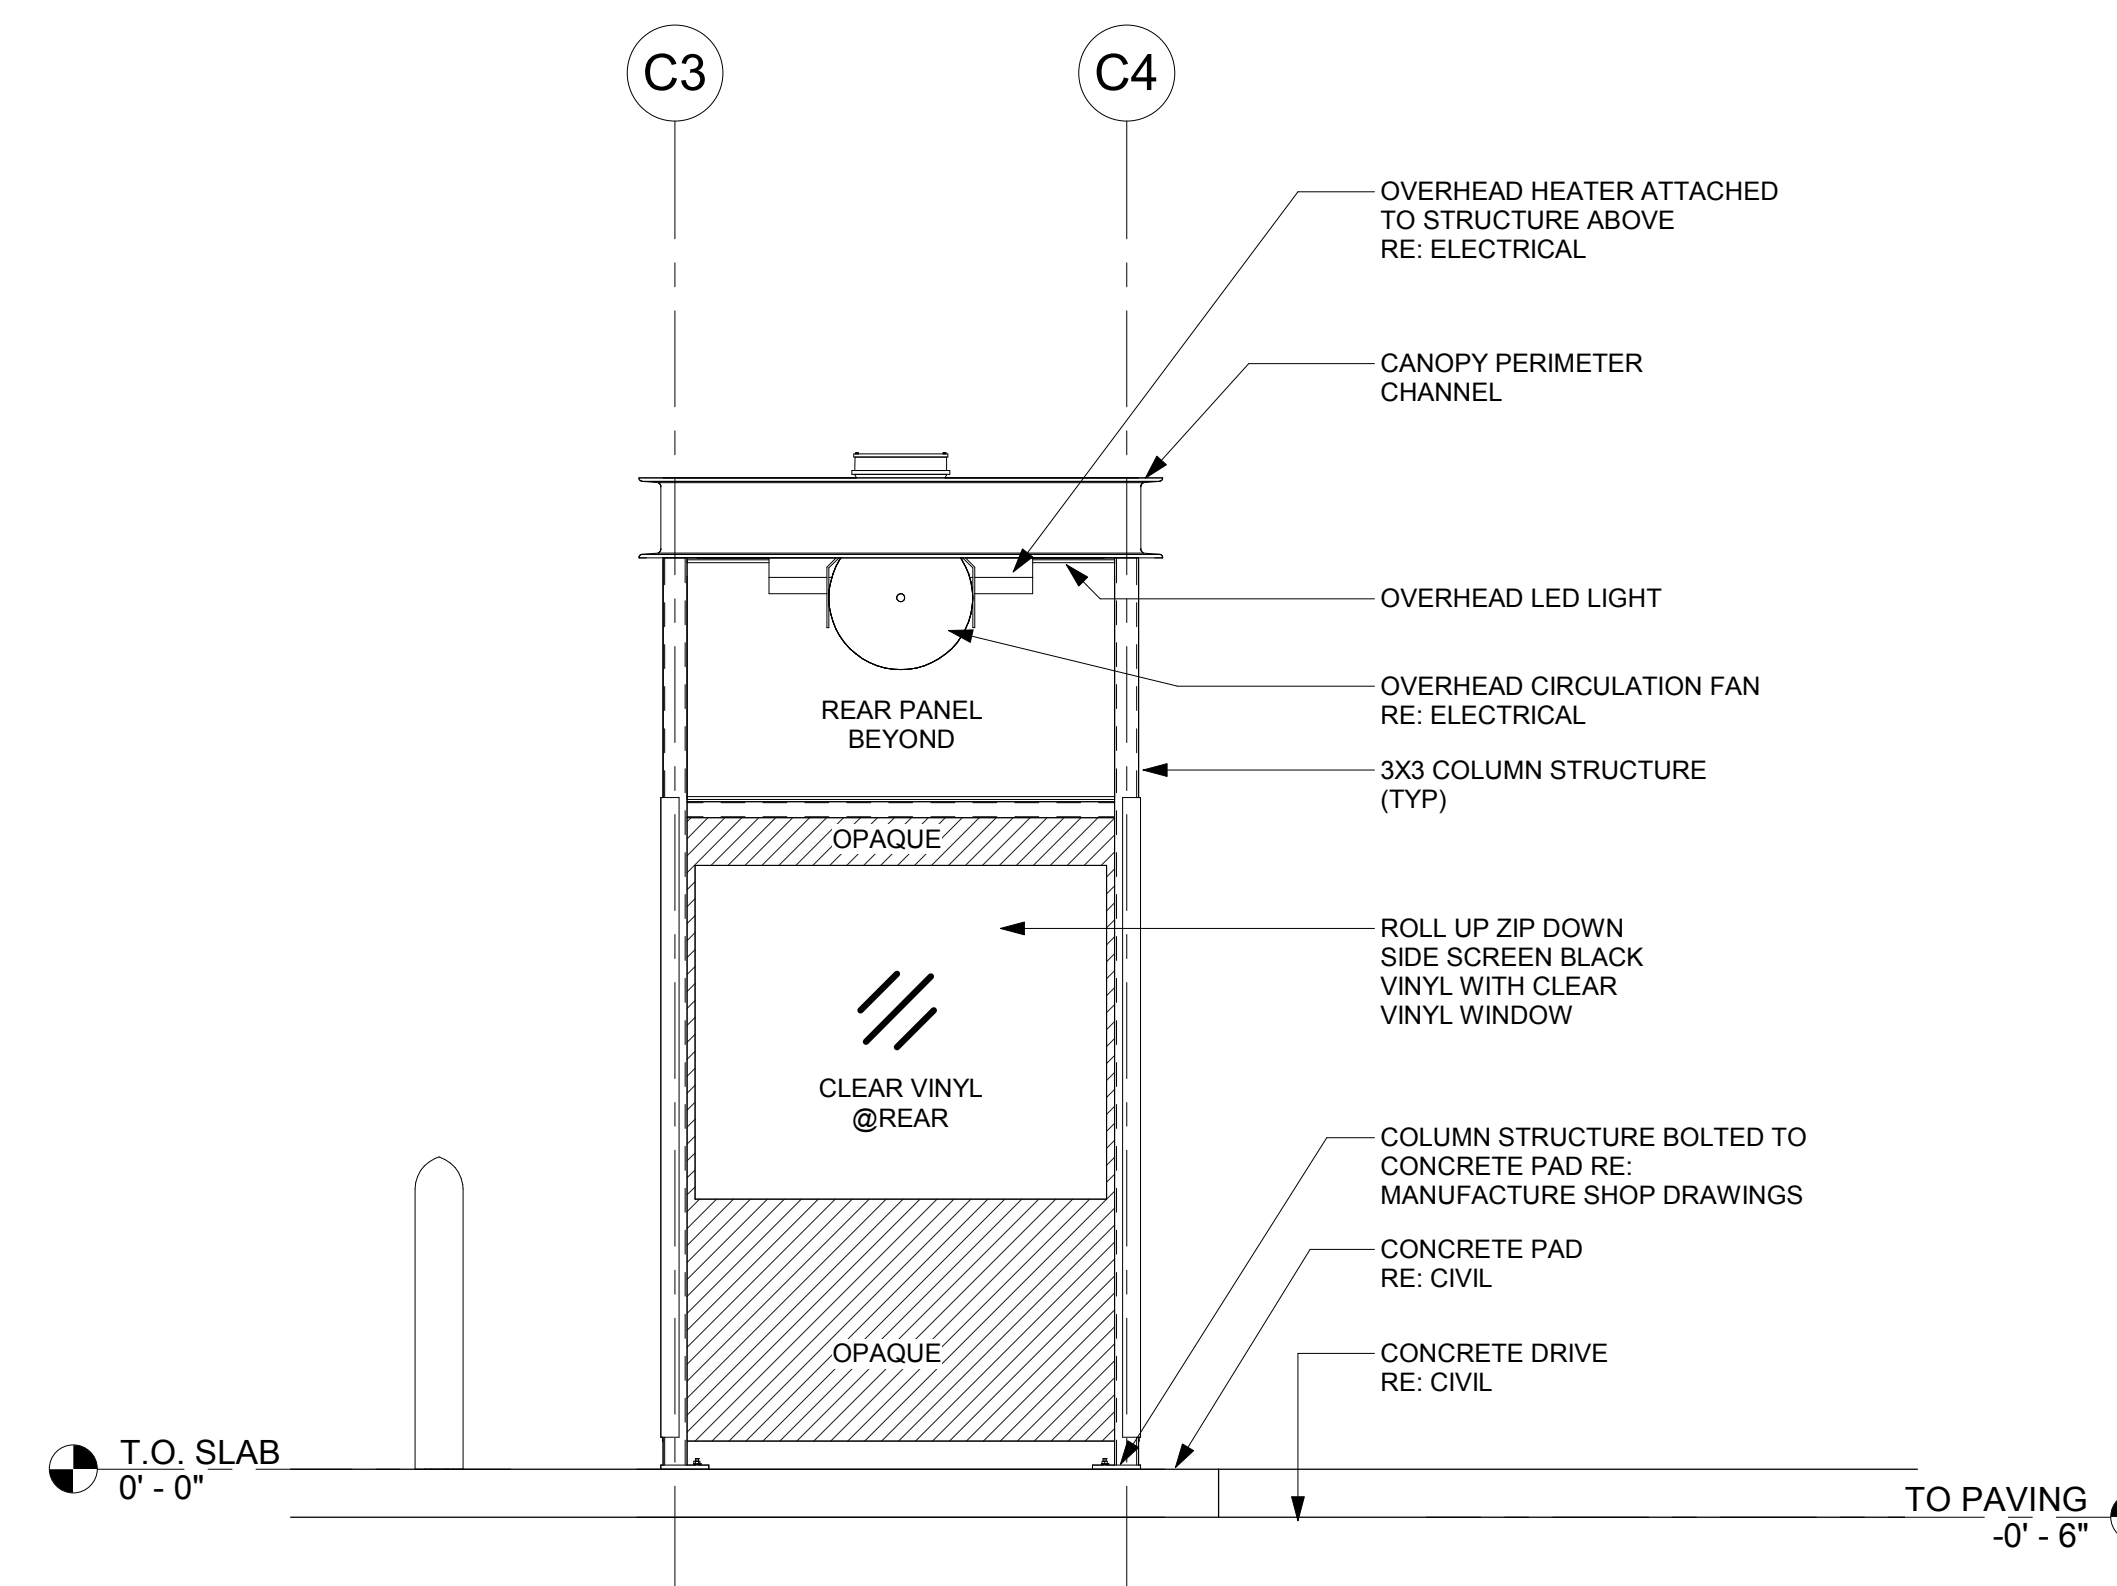 C3
C4
OVERHEAD HEATER ATTACHED
TO STRUCTURE ABOVE
RE: ELECTRICAL
CANOPY PERIMETER
CHANNEL
OVERHEAD LED LIGHT
OVERHEAD CIRCULATION FAN
RE: ELECTRICAL
REAR PANEL
BEYOND
3X3 COLUMN STRUCTURE
(TYP)
OPAQUE
ROLL UP ZIP DOWN
SIDE SCREEN BLACK
VINYL WITH CLEAR
VINYL WINDOW
CLEAR VINYL
@REAR
COLUMN STRUCTURE BOLTED TO
CONCRETE PAD RE:
MANUFACTURE SHOP DRAWINGS
CONCRETE PAD
RE: CIVIL
OPAQUE
CONCRETE DRIVE
RE: CIVIL
T.O. SLAB
0' - 0"
TO PAVING
-0' - 6"